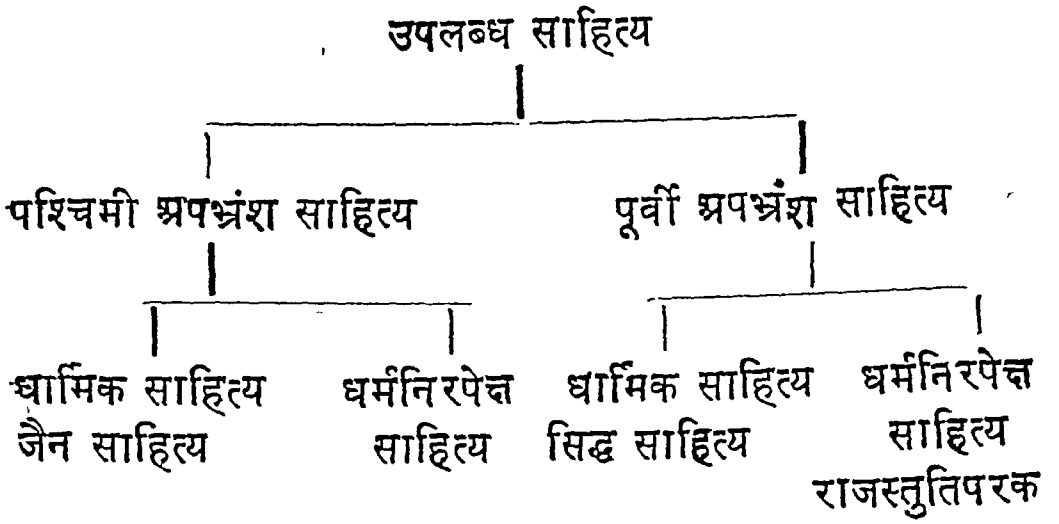 उपलब्ध साहित्य
पश्चिमी अपभ्रंश साहित्य
पूर्वी अपभ्रंश साहित्य
धार्मिक साहित्य
जैन साहित्य
धर्मनिरपेक्ष
साहित्य
धार्मिक साहित्य
सिद्ध साहित्य
धर्मनिरपेक्ष
साहित्य
राजस्तुतिपरक